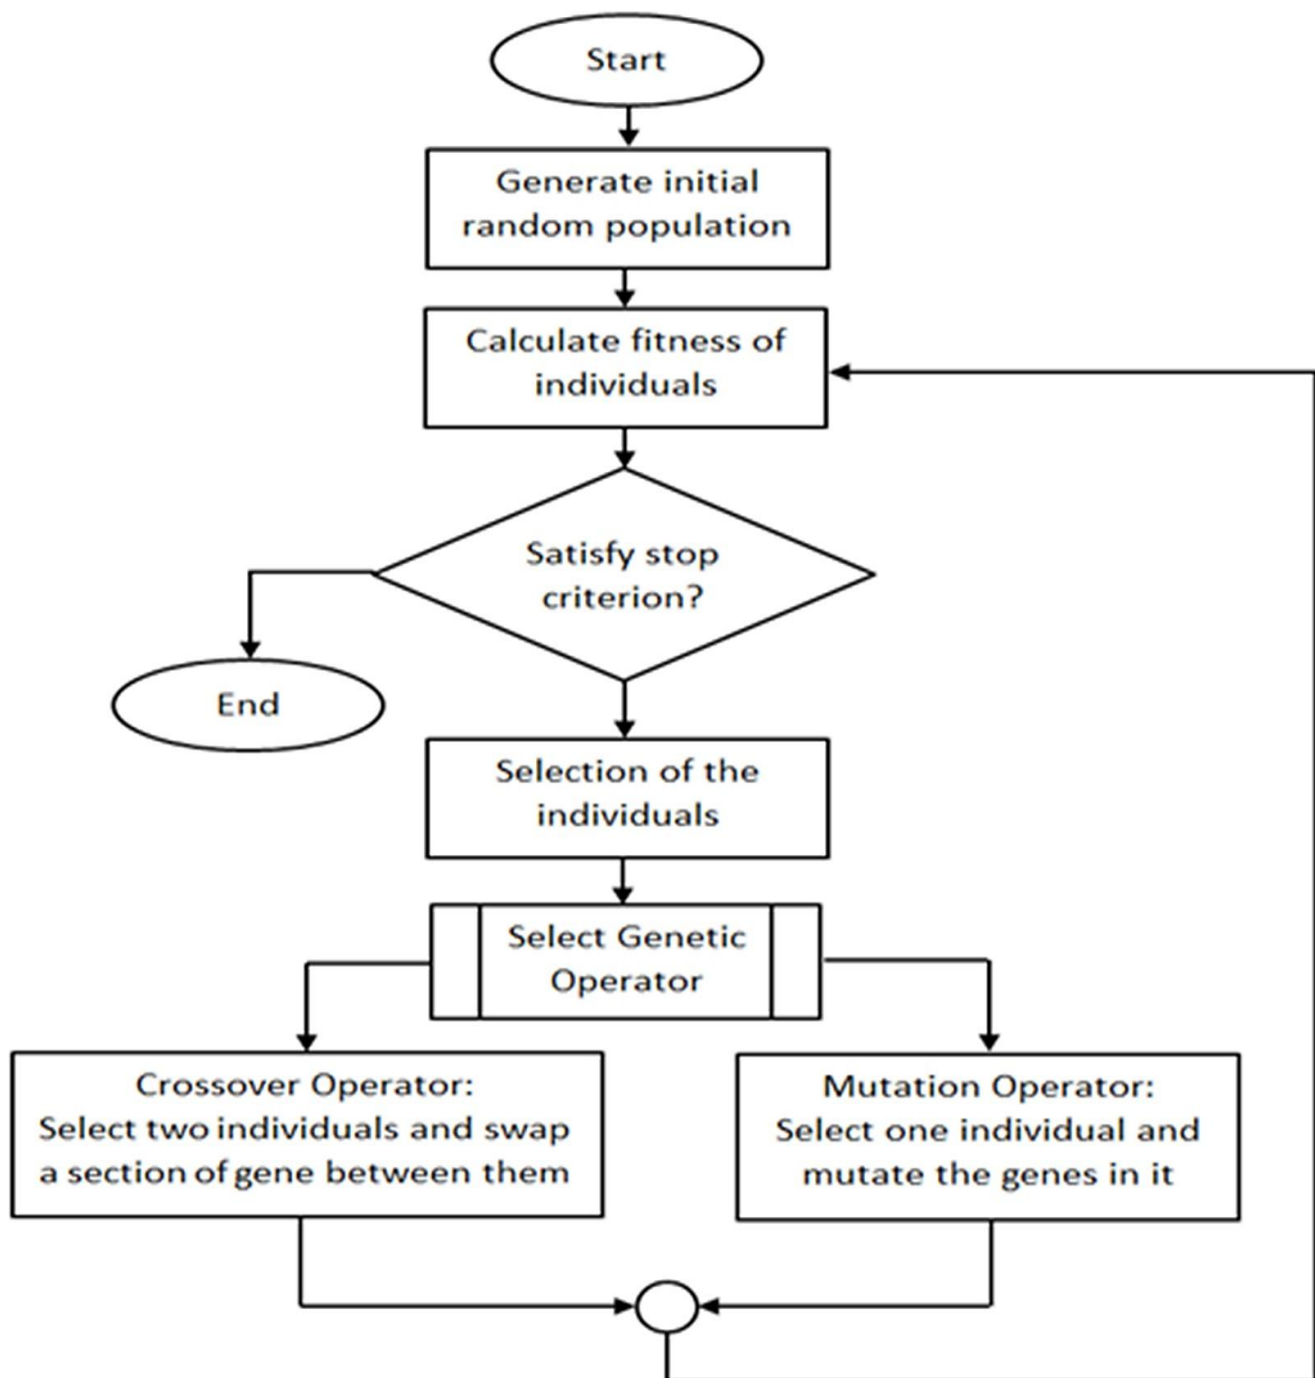 Start
Generate initial
random population
Calculate fitness of
individuals
Satisfy stop
criterion?
End
Selection of the
individuals
Select Genetic
Operator
Crossover Operator:
Select two individuals and swap
a section of gene between them
Mutation Operator:
Select one individual and
mutate the genes in it